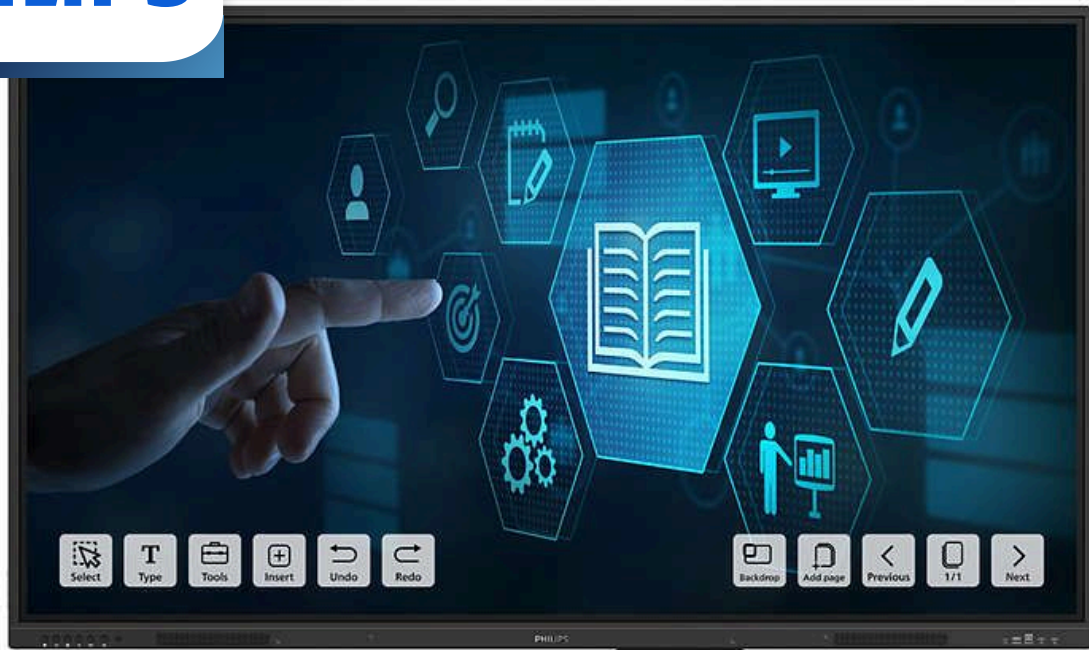 Select
Type
Tools
Insert
Undo
Redo
Backdrop
Add page
Previous
1/1
Next
PHILIPS